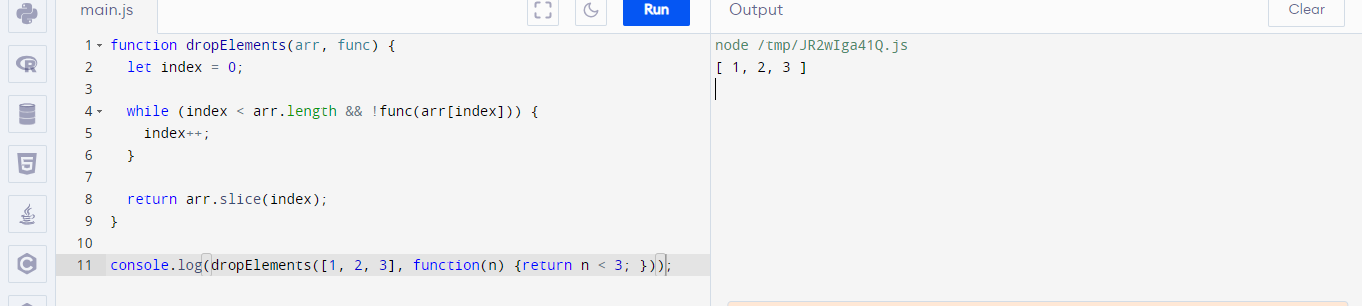 main.js
Run
Output
Clear
1 function dropElements(arr, func) {
2 let index = 0;
3
4 while (index < arr.length && !func(arr[index])) {
5 index++;
6 }
7
8 return arr.slice(index);
9 }
10
11 console.log(dropElements([1, 2, 3], function(n) {return n < 3; }));
node /tmp/JR2wIga41Q.js
[ 1, 2, 3 ]